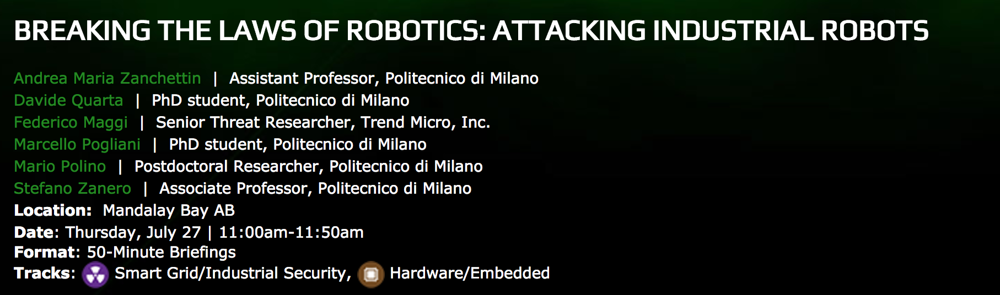 BREAKING THE LAWS OF ROBOTICS: ATTACKING INDUSTRIAL ROBOTS
Andrea Maria Zanchettin | Assistant Professor, Politecnico di Milano
Davide Quarta | PhD student, Politecnico di Milano
Federico Maggi | Senior Threat Researcher, Trend Micro, Inc.
Marcello Pogliani | PhD student, Politecnico di Milano
Mario Polino | Postdoctoral Researcher, Politecnico di Milano
Stefano Zanero | Associate Professor, Politecnico di Milano
Location: Mandalay Bay AB
Date: Thursday, July 27 | 11:00am-11:50am
Format: 50-Minute Briefings
Tracks: Smart Grid/Industrial Security, Hardware/Embedded